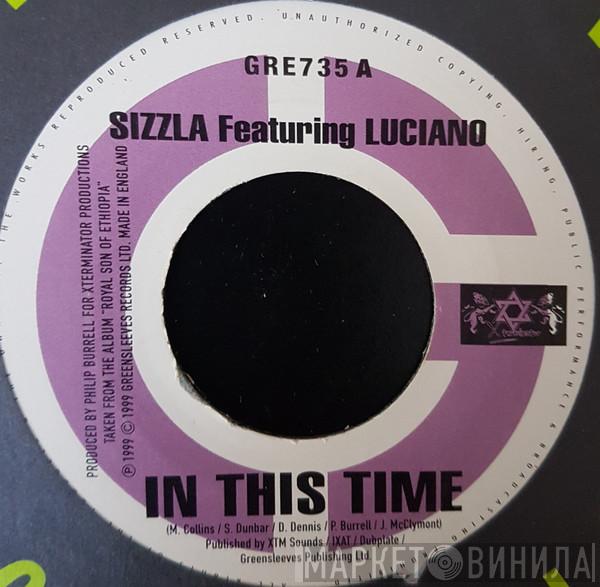 GRE735 A
SIZZLA Featuring LUCIANO
PRODUCED BY PHILIP BURRELL FOR XTERMINATOR PRODUCTIONS
TAKEN FROM THE ALBUM "ROYAL SON OF ETHIOPIA"
℗ 1999 © 1999 GREENSLEEVES RECORDS LTD. MADE IN ENGLAND
IN THIS TIME
(M. Collins / S. Dunbar / D. Dennis / P. Burrell / J. McClymont)
Published by XTM Sounds / IXAT / Dubplate /
Greensleeves Publishing Ltd.
THE WORKS REPRODUCED RESERVED. UNAUTHORIZED COPYING, HIRING, PUBLIC PERFORMANCE & BROADCASTING
МАРКЕТ ВИНИЛА